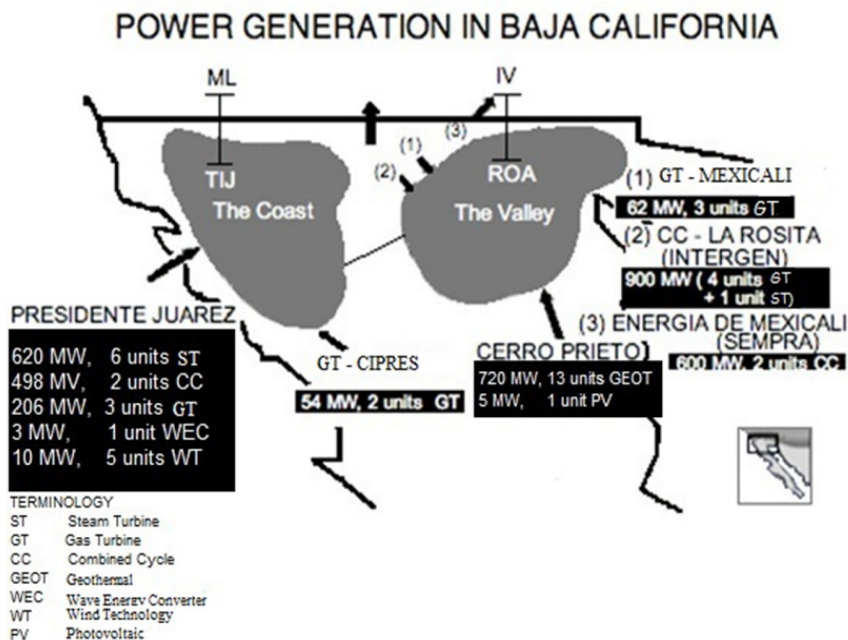 POWER GENERATION IN BAJA CALIFORNIA
ML
IV
(3)
(1)
(2)
TIJ
The Coast
ROA
The Valley
(1) GT - MEXICALI
62 MW, 3 units GT
(2) CC - LA ROSITA
(INTERGEN)
900 MW ( 4 units GT
+ 1 unit ST)
(3) ENERGIA DE MEXICALI
(SEMPRA)
600 MW, 2 units CC
PRESIDENTE JUAREZ
620 MW, 6 units ST
498 MV, 2 units CC
206 MW, 3 units GT
3 MW, 1 unit WEC
10 MW, 5 units WT
GT - CIPRES
54 MW, 2 units GT
CERRO PRIETO)
720 MW, 13 units GEOT
5 MW, 1 unit PV
TERMINOLOGY
ST Steam Turbine
GT Gas Turbine
CC Combined Cycle
GEOT Geothermal
WEC Wave Energy Converter
WT Wind Technology
PV Photovoltaic